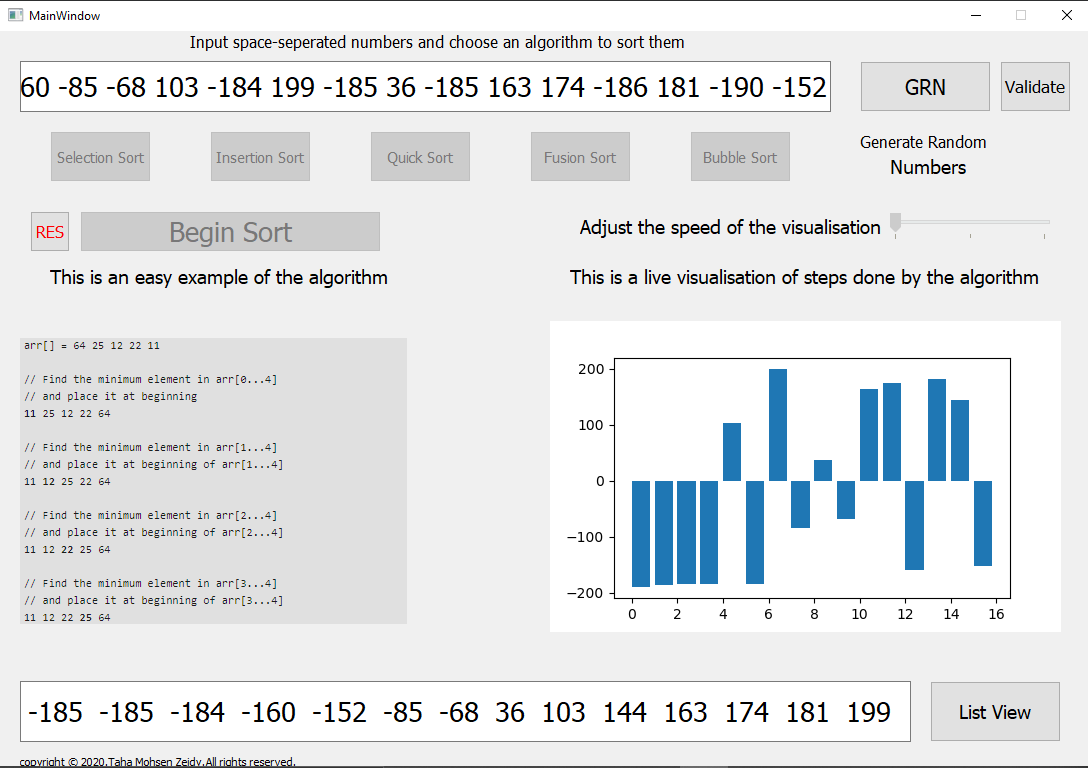 MainWindow
Input space-seperated numbers and choose an algorithm to sort them
60 -85 -68 103 -184 199 -185 36 -185 163 174 -186 181 -190 -152
GRN
Validate
Selection Sort
Insertion Sort
Quick Sort
Fusion Sort
Bubble Sort
Generate Random
Numbers
RES
Begin Sort
Adjust the speed of the visualisation
This is an easy example of the algorithm
This is a live visualisation of steps done by the algorithm
arr[] = 64 25 12 22 11
// Find the minimum element in arr[0...4]
// and place it at beginning
11 25 12 22 64
// Find the minimum element in arr[1...4]
// and place it at beginning of arr[1...4]
11 12 25 22 64
// Find the minimum element in arr[2...4]
// and place it at beginning of arr[2...4]
11 12 22 25 64
// Find the minimum element in arr[3...4]
// and place it at beginning of arr[3...4]
11 12 22 25 64
200
100
0
−100
−200
0 2 4 6 8 10 12 14 16
-185 -185 -184 -160 -152 -85 -68 36 103 144 163 174 181 199
List View
copyright © 2020,Taha Mohsen Zeidy,All rights reserved.